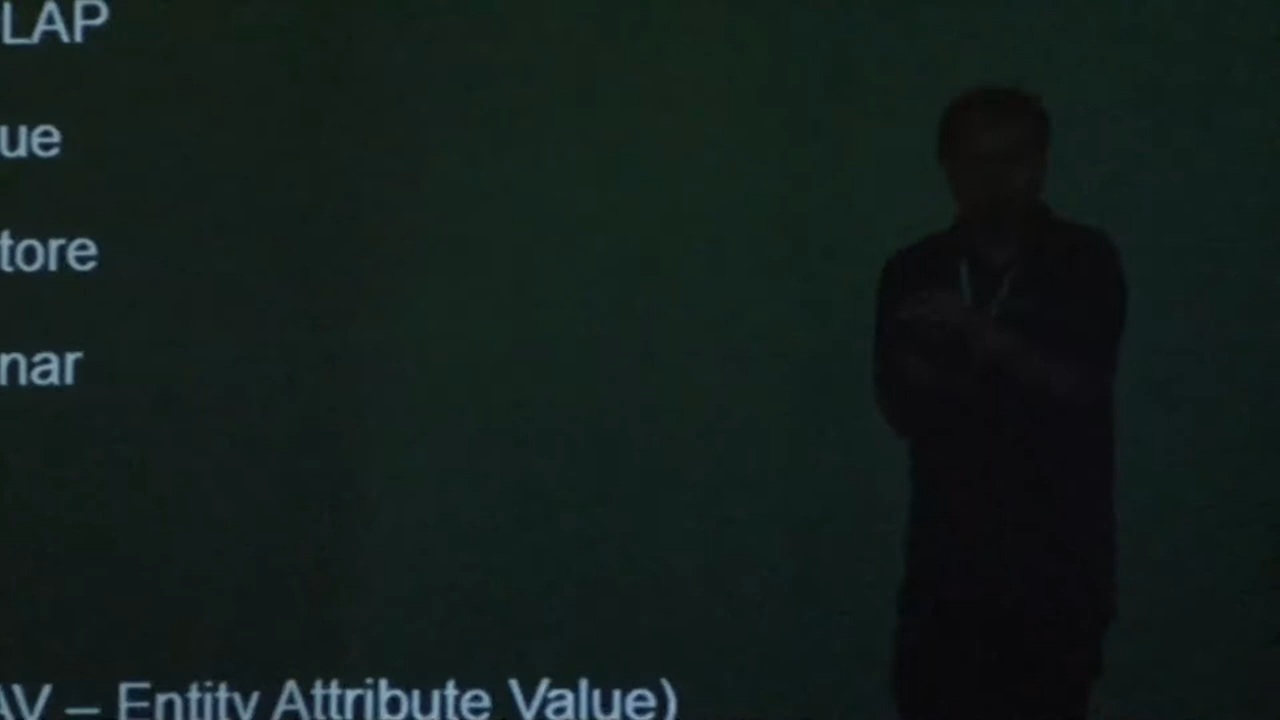 LAP
ue
tore
nar
AV – Entity Attribute Value)